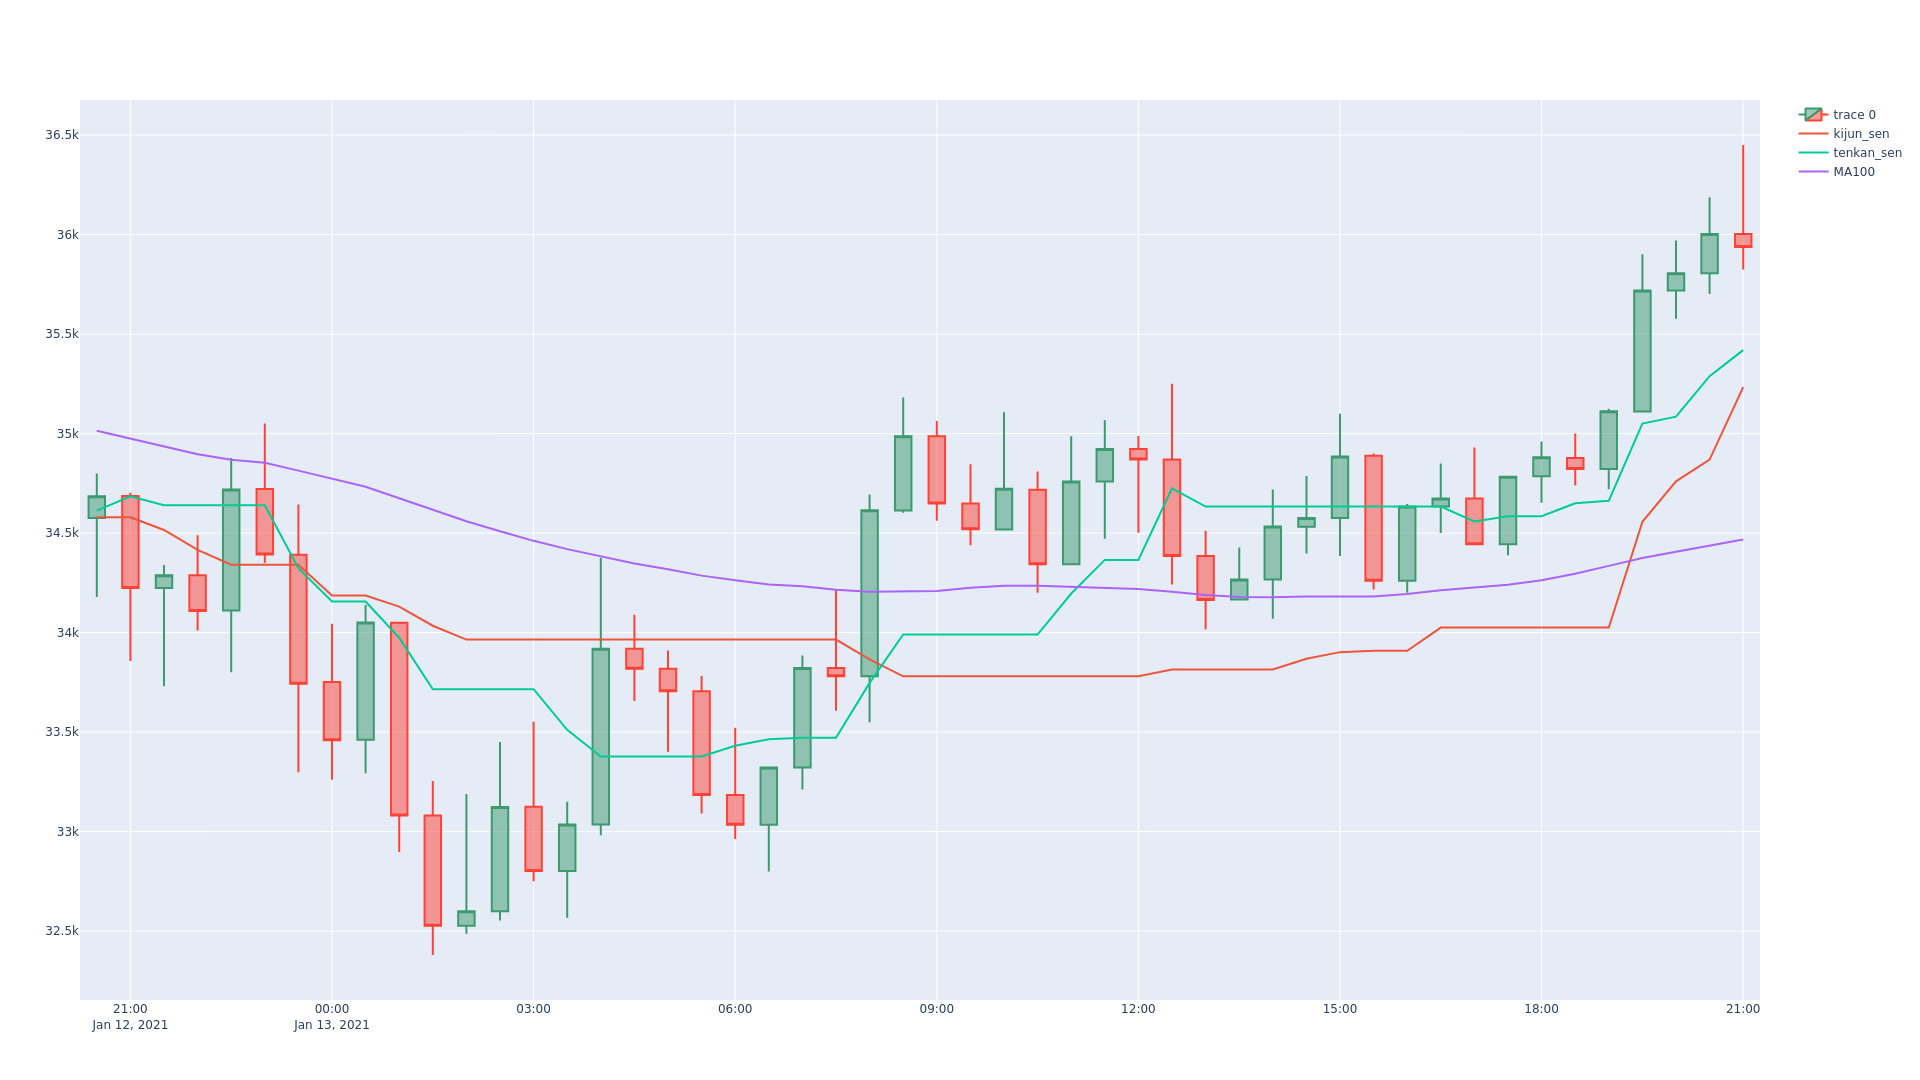 36.5k
36k
35.5k
35k
34.5k
34k
33.5k
33k
32.5k
21:00 00:00 03:00 06:00 09:00 12:00 15:00 18:00 21:00
Jan 12, 2021 Jan 13, 2021
trace 0
kijun_sen
tenkan_sen
MA100